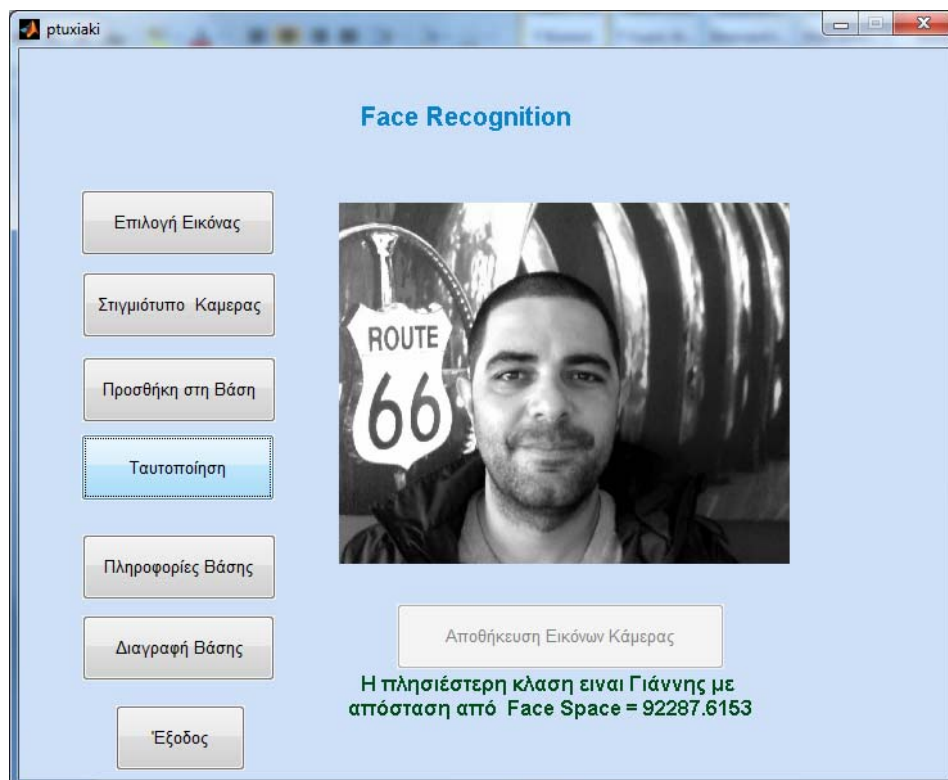 ptuxiaki
Face Recognition
Επιλογή Εικόνας
Στιγμιότυπο Καμερας
Προσθήκη στη Βάση
Ταυτοποίηση
Πληροφορίες Βάσης
Διαγραφή Βάσης
Έξοδος
ROUTE
66
Αποθήκευση Εικόνων Κάμερας
Η πλησιέστερη κλαση ειναι Γιάννης με
απόσταση από Face Space = 92287.6153